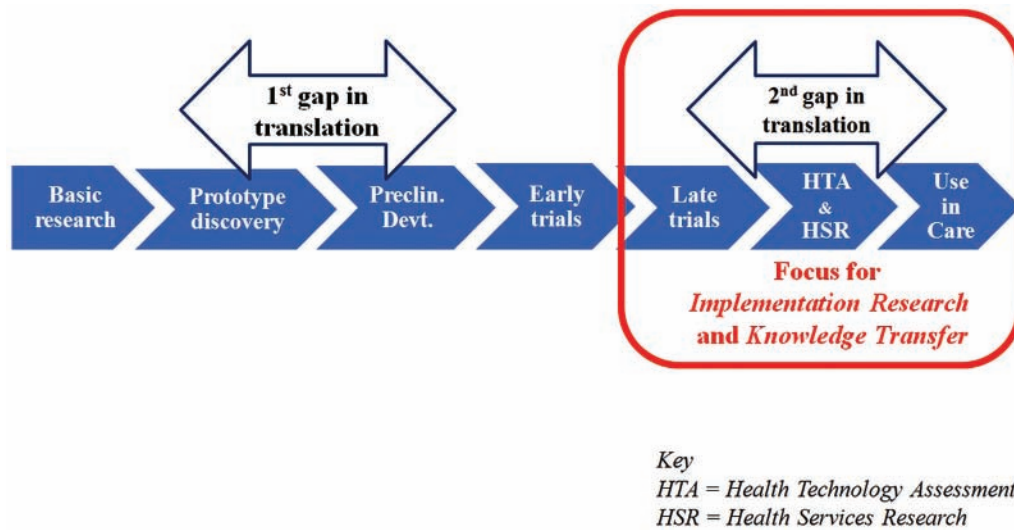 1st gap in
translation
2nd gap in
translation
Basic
research
Prototype
discovery
Preclin.
Devt.
Early
trials
Late
trials
HTA
&
HSR
Use
in
Care
Focus for
Implementation Research
and Knowledge Transfer
Key
HTA = Health Technology Assessment
HSR = Health Services Research